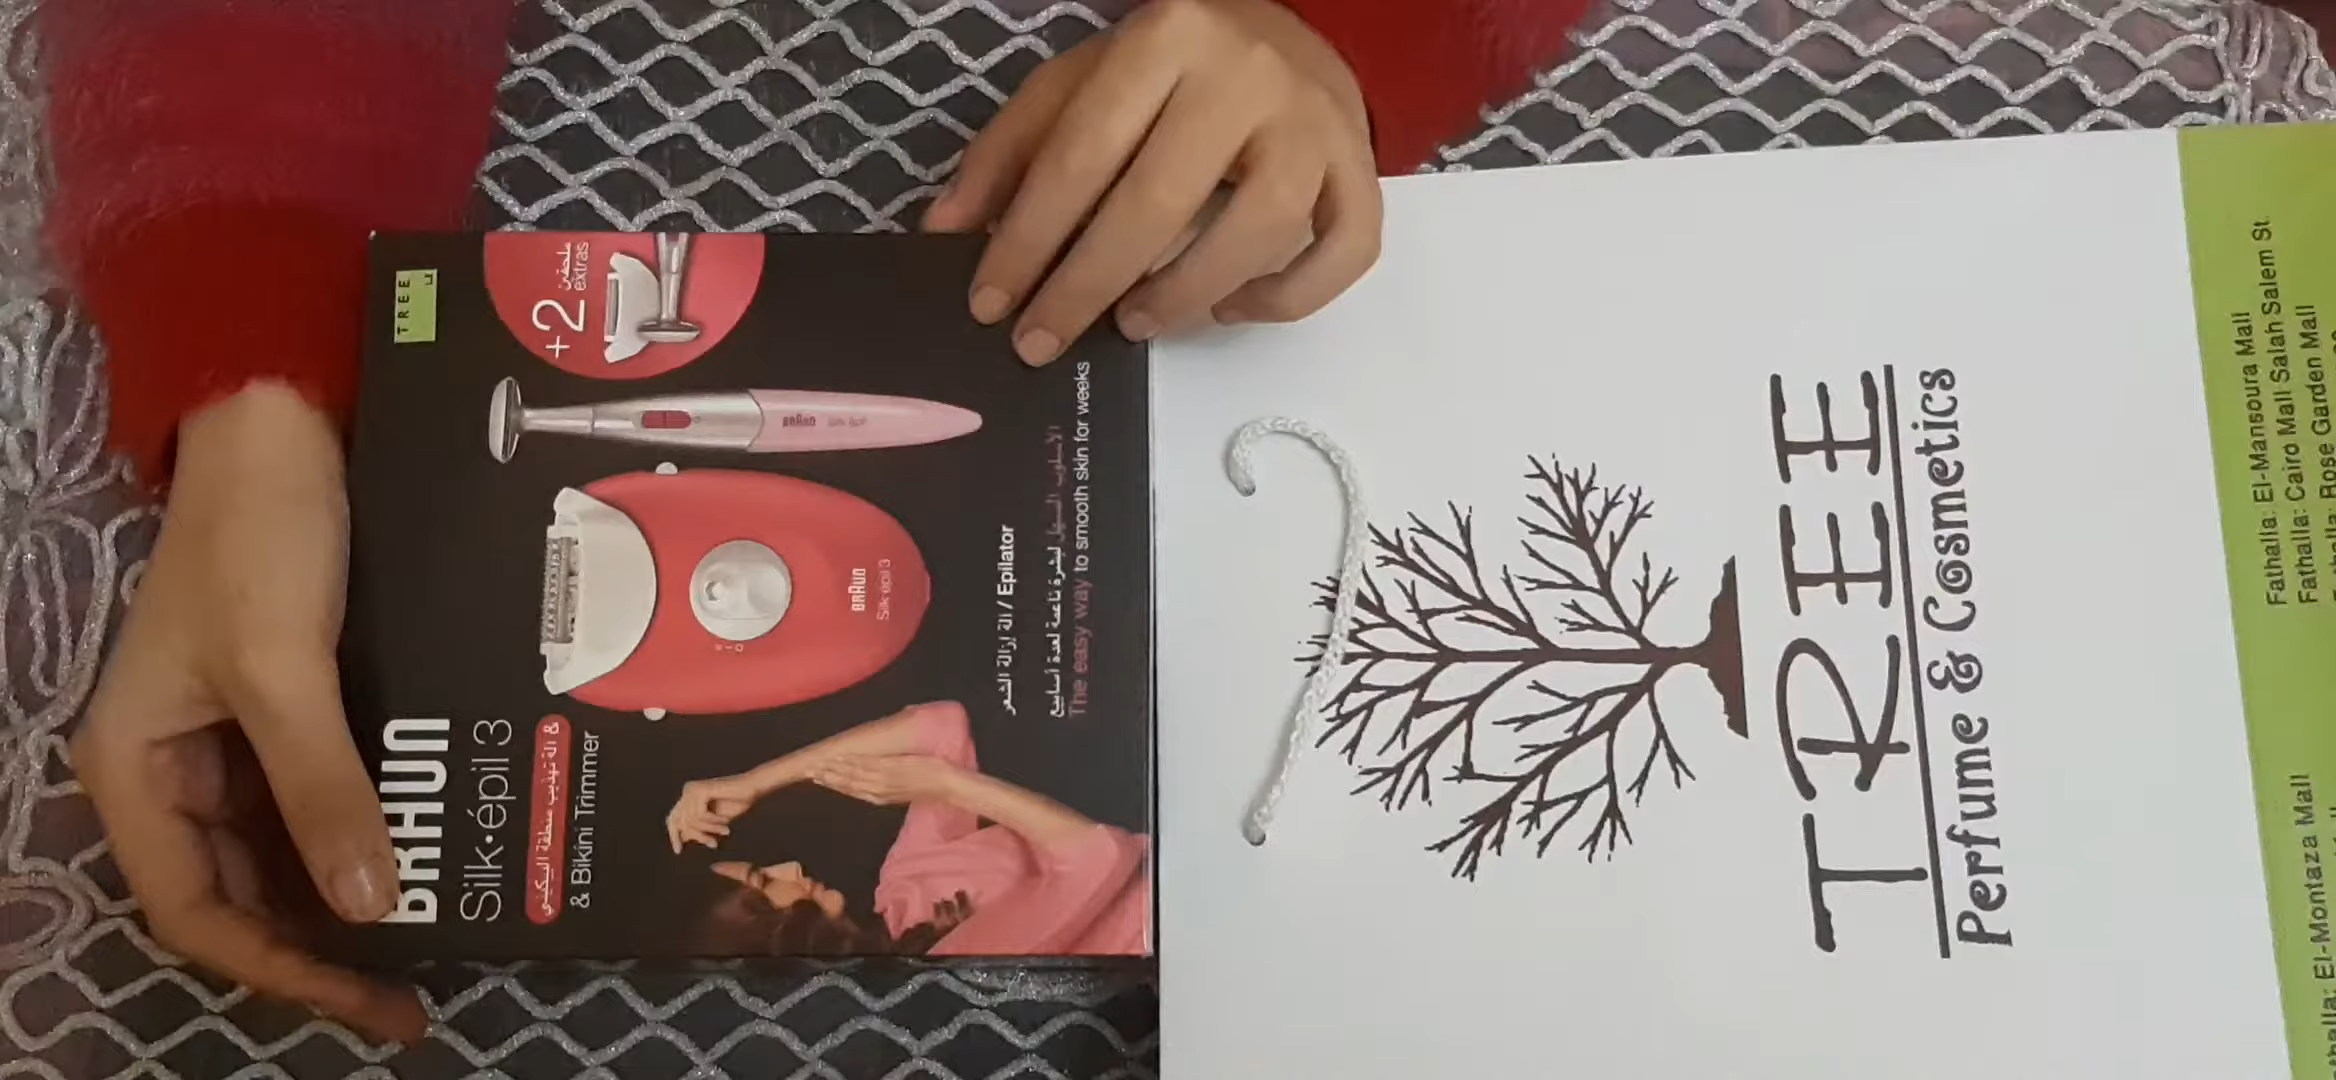 TREE
+2
ملحقين
extras
BRAUN
Silk·épil 3
& آلة تهذيب منطقة البيكيني
& Bikini Trimmer
BRAUN
BRAUN
Silk·épil 3
آلة إزالة الشعر / Epilator
الأسلوب السهل لبشرة ناعمة لعدة أسابيع
The easy way to smooth skin for weeks
TREE
Perfume & Cosmetics
Fathalla: El-Mansoura Mall
Fathalla: Cairo Mall Salah Salem St.
Rose Garden Mall
El-Montaza Mall